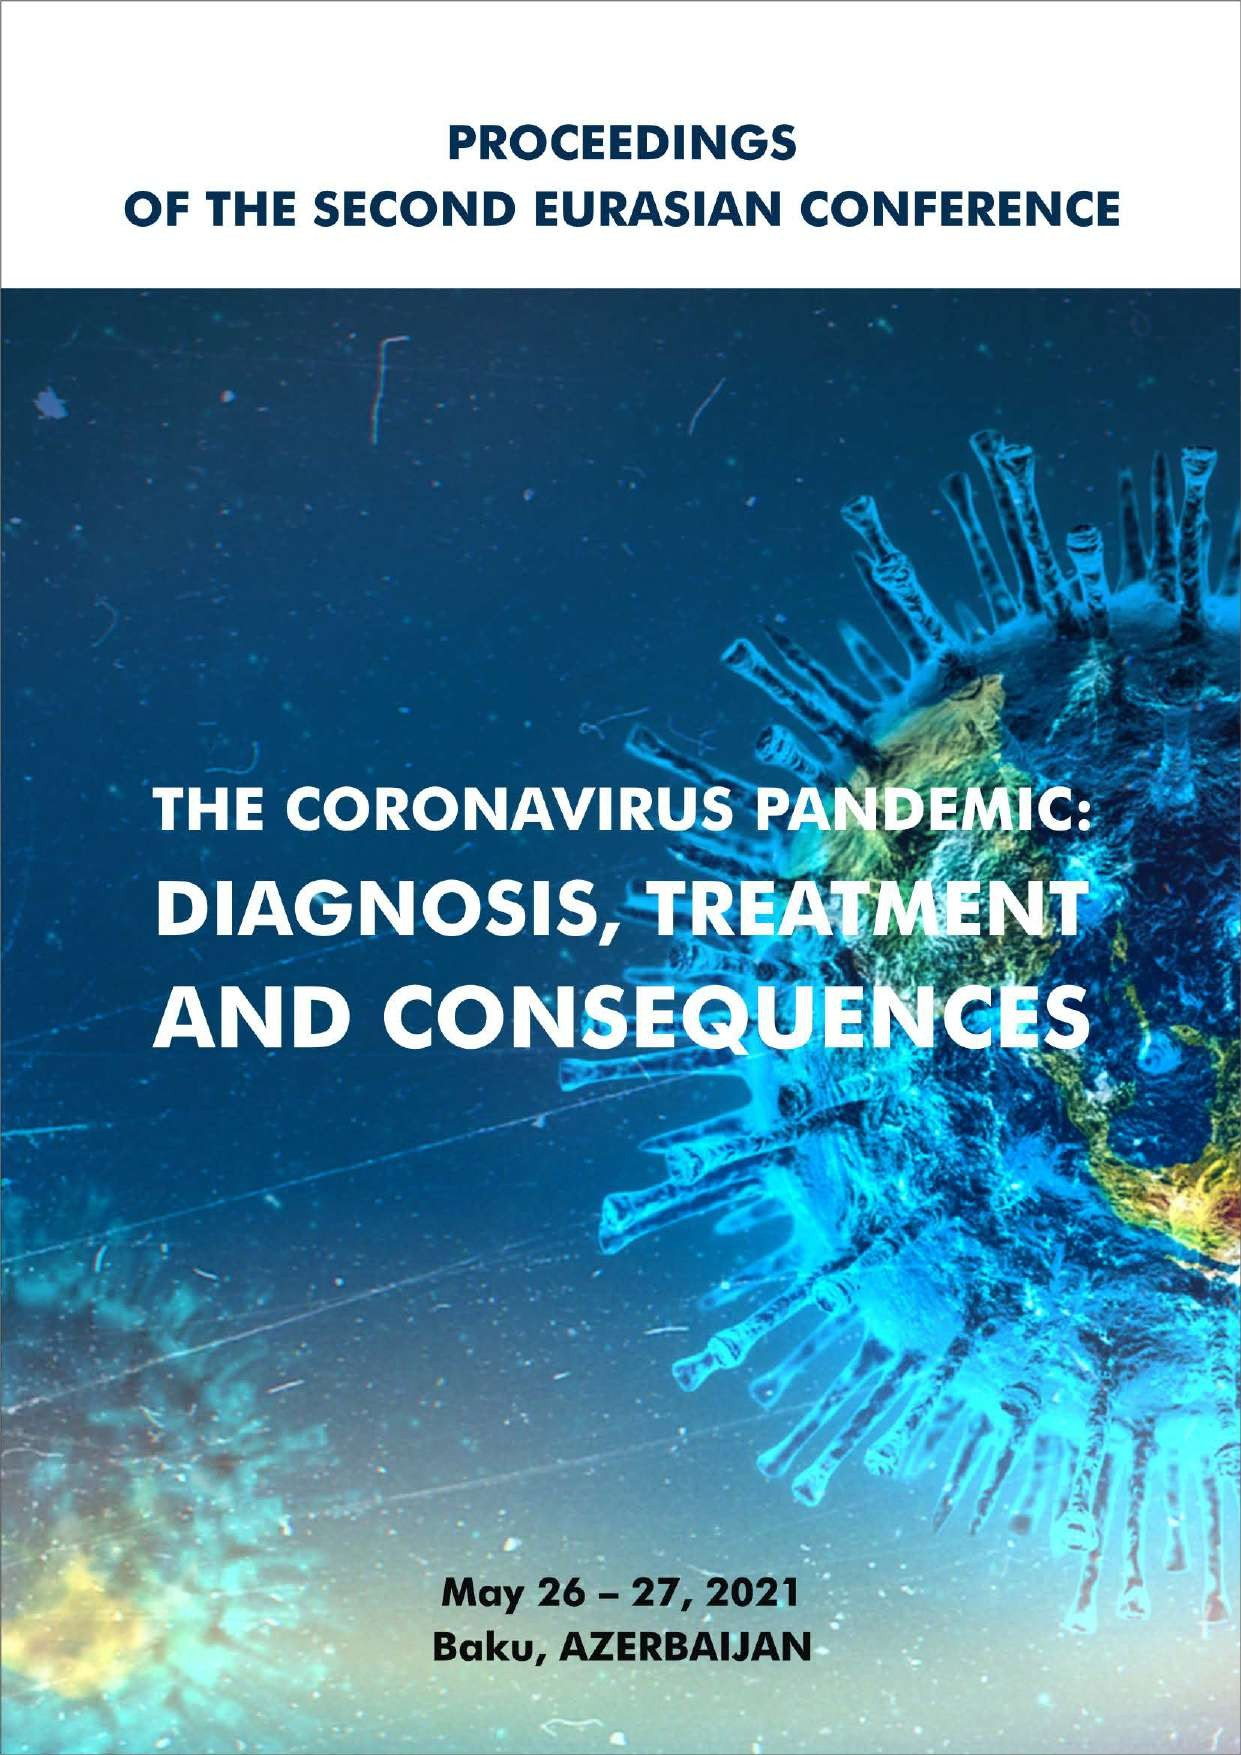 PROCEEDINGS
OF THE SECOND EURASIAN CONFERENCE
THE CORONAVIRUS PANDEMIC:
DIAGNOSIS, TREATMENT
AND CONSEQUENCES
May 26 – 27, 2021
Baku, AZERBAIJAN